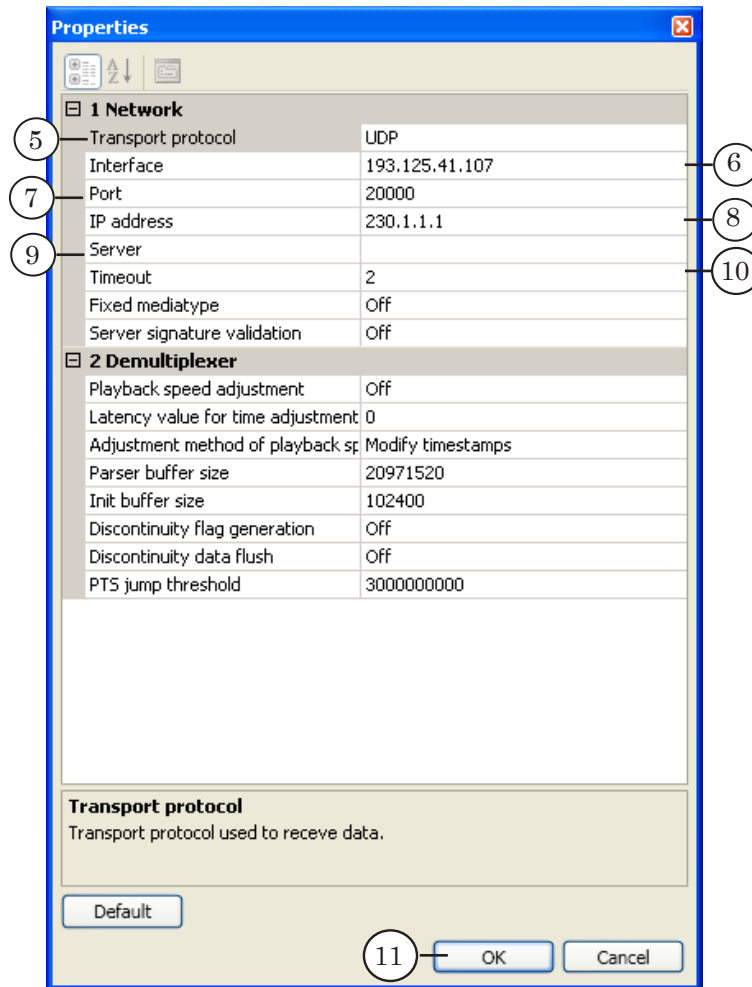 Properties
1 Network
5 Transport protocol UDP
Interface 193.125.41.107 6
7 Port 20000
IP address 230.1.1.1 8
9 Server
Timeout 2 10
Fixed mediatype Off
Server signature validation Off
2 Demultiplexer
Playback speed adjustment Off
Latency value for time adjustment 0
Adjustment method of playback sp Modify timestamps
Parser buffer size 20971520
Init buffer size 102400
Discontinuity flag generation Off
Discontinuity data flush Off
PTS jump threshold 3000000000
Transport protocol
Transport protocol used to receve data.
Default
11 OK Cancel